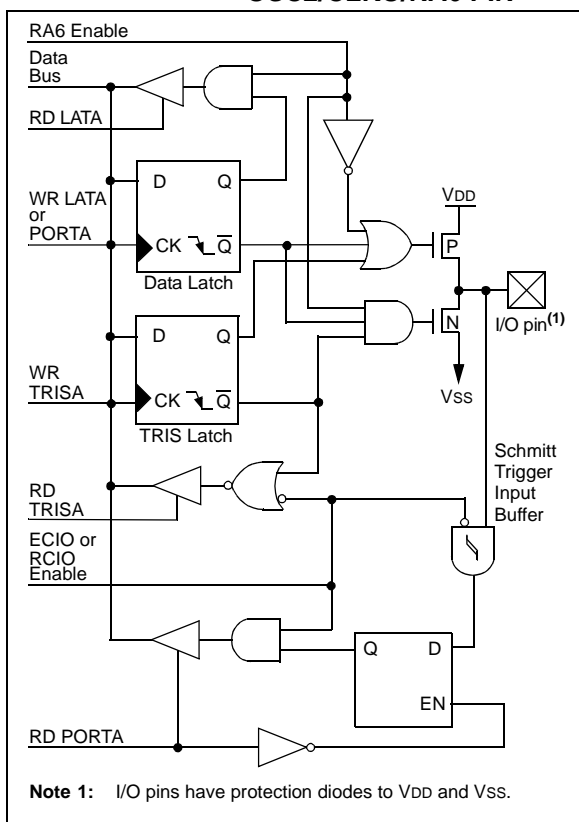 OSC2/CLKO/RA6 PIN
RA6 Enable
Data
Bus
RD LATA
D Q
WR LATA
or
PORTA
CK Q
Data Latch
VDD
P
N
I/O pin(1)
VSS
D Q
WR
TRISA
CK Q
TRIS Latch
RD
TRISA
Schmitt
Trigger
Input
Buffer
ECIO or
RCIO
Enable
Q D
EN
RD PORTA
Note 1: I/O pins have protection diodes to VDD and VSS.